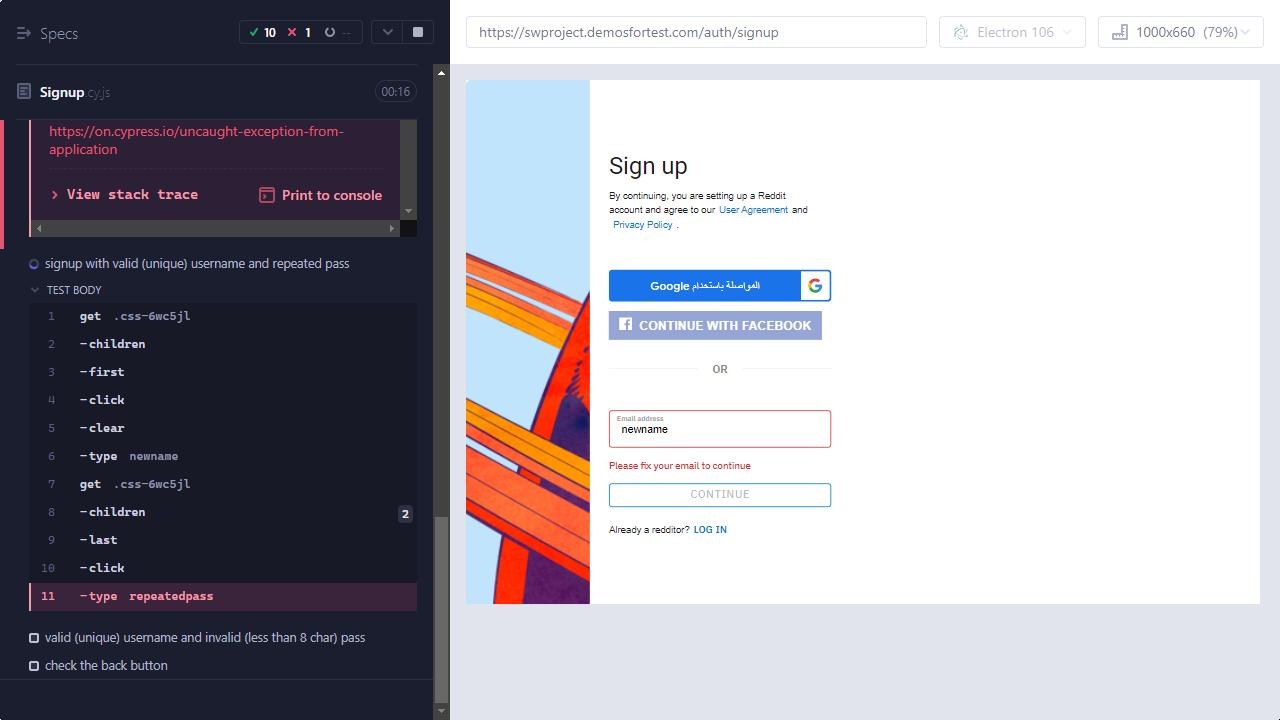 Specs
10
1
--
Signup.cy.js
00:16
https://on.cypress.io/uncaught-exception-from-
application
View stack trace
Print to console
signup with valid (unique) username and repeated pass
TEST BODY
1 get .css-6wc5jl
2 -children
3 -first
4 -click
5 -clear
6 -type newname
7 get .css-6wc5jl
8 -children 2
9 -last
10 -click
11 -type repeatedpass
valid (unique) username and invalid (less than 8 char) pass
check the back button
https://swproject.demosfortest.com/auth/signup
Electron 106
1000x660 (79%)
Sign up
By continuing, you are setting up a Reddit
account and agree to our User Agreement and
Privacy Policy .
المواصلة باستخدام Google
CONTINUE WITH FACEBOOK
OR
Email address
newname
Please fix your email to continue
CONTINUE
Already a redditor? LOG IN